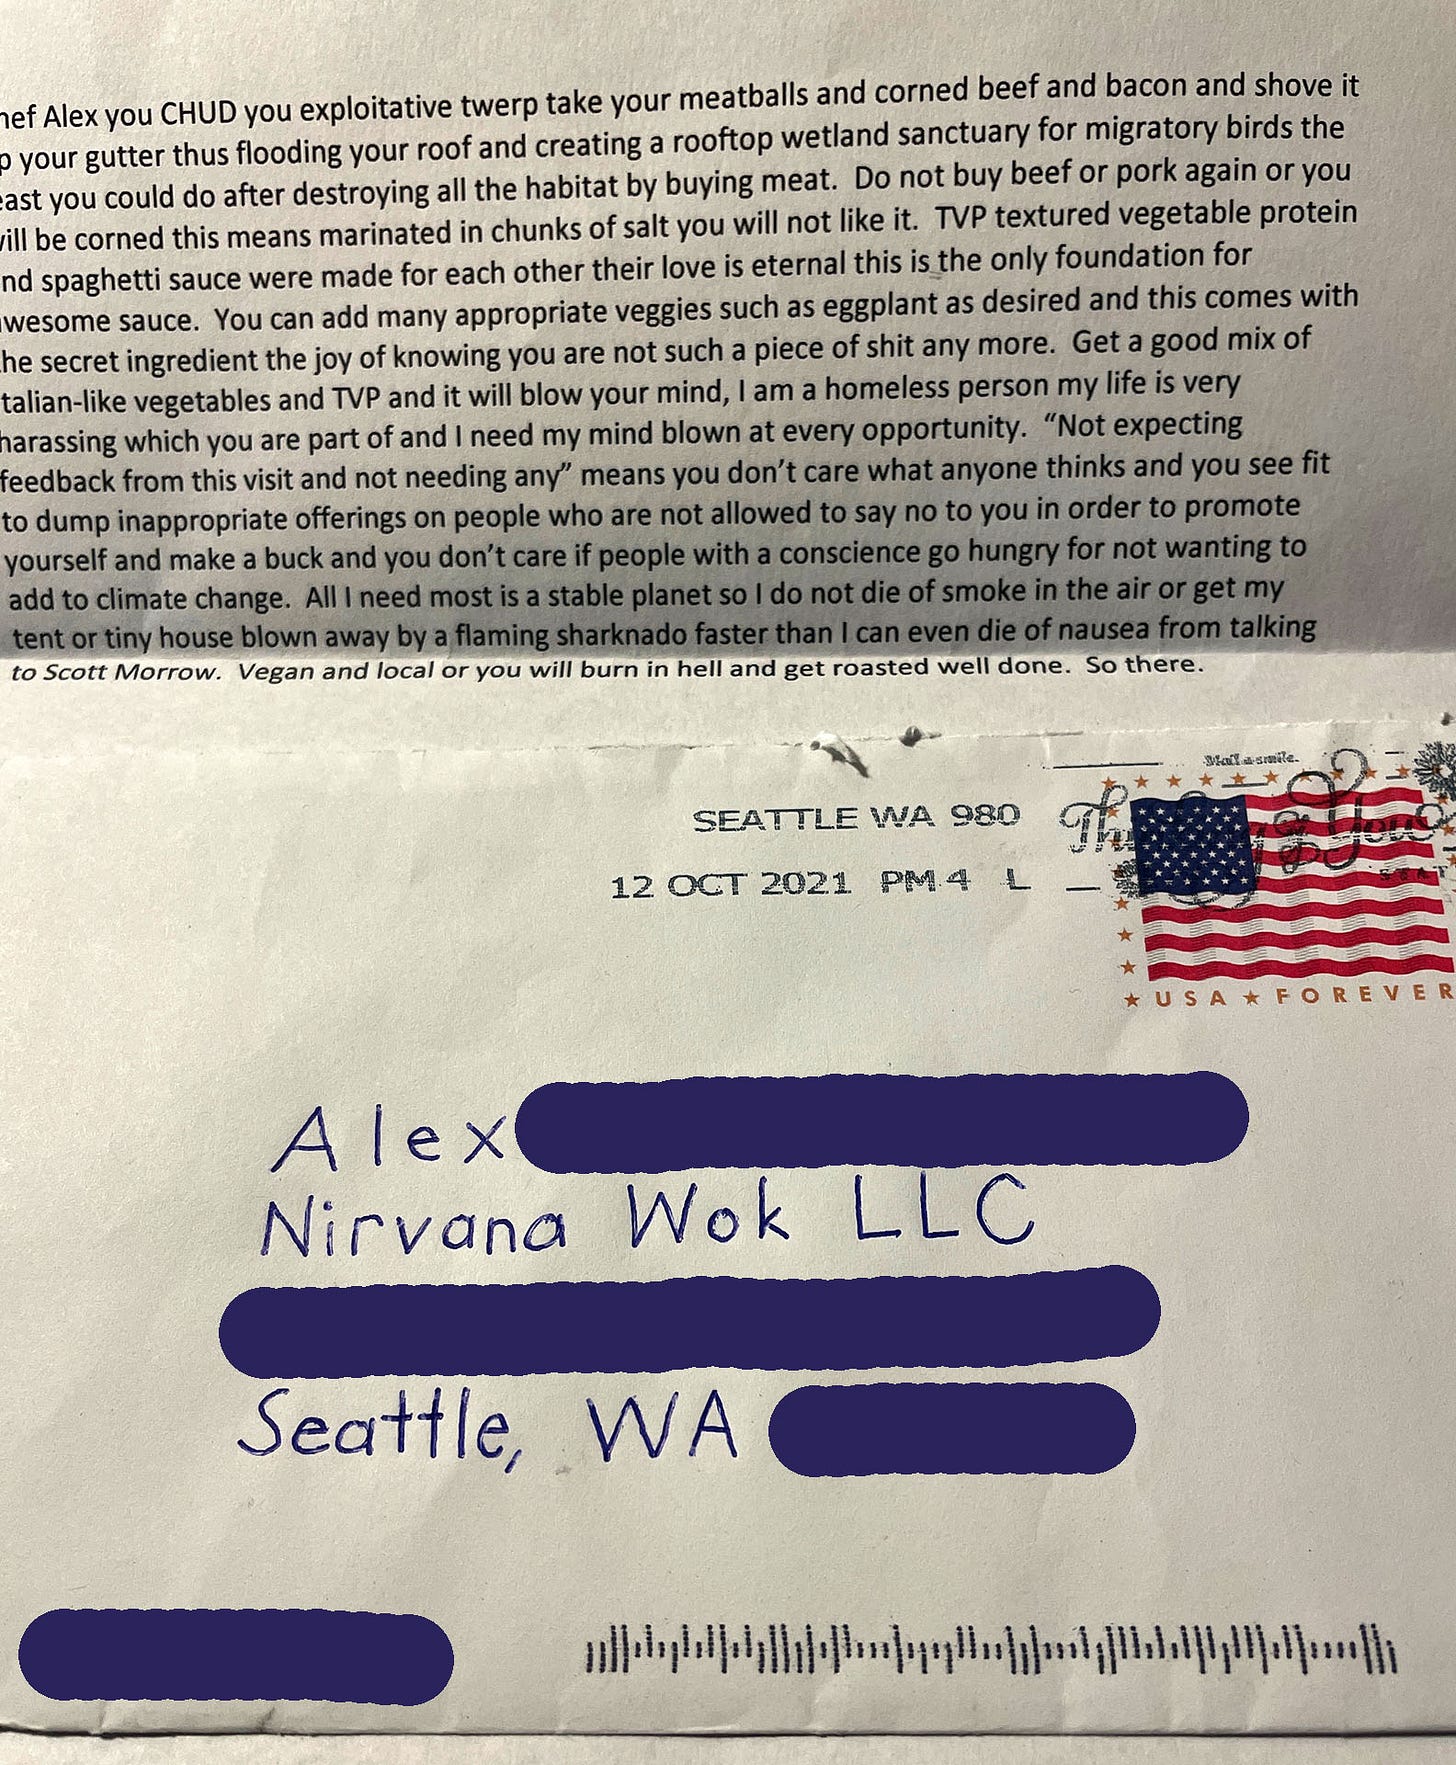 hef Alex you CHUD you exploitative twerp take your meatballs and corned beef and bacon and shove it
p your gutter thus flooding your roof and creating a rooftop wetland sanctuary for migratory birds the
east you could do after destroying all the habitat by buying meat.  Do not buy beef or pork again or you
will be corned this means marinated in chunks of salt you will not like it.  TVP textured vegetable protein
nd spaghetti sauce were made for each other their love is eternal this is the only foundation for
wesome sauce.  You can add many appropriate veggies such as eggplant as desired and this comes with
he secret ingredient the joy of knowing you are not such a piece of shit any more.  Get a good mix of
talian-like vegetables and TVP and it will blow your mind, I am a homeless person my life is very
harassing which you are part of and I need my mind blown at every opportunity.  “Not expecting
feedback from this visit and not needing any” means you don’t care what anyone thinks and you see fit
to dump inappropriate offerings on people who are not allowed to say no to you in order to promote
yourself and make a buck and you don’t care if people with a conscience go hungry for not wanting to
add to climate change.  All I need most is a stable planet so I do not die of smoke in the air or get my
tent or tiny house blown away by a flaming sharknado faster than I can even die of nausea from talking
to Scott Morrow.  Vegan and local or you will burn in hell and get roasted well done.  So there.
Mail a smile.
SEATTLE WA 980
12 OCT 2021 PM 4 L
USA FOREVER
Alex
Nirvana Wok LLC
Seattle, WA